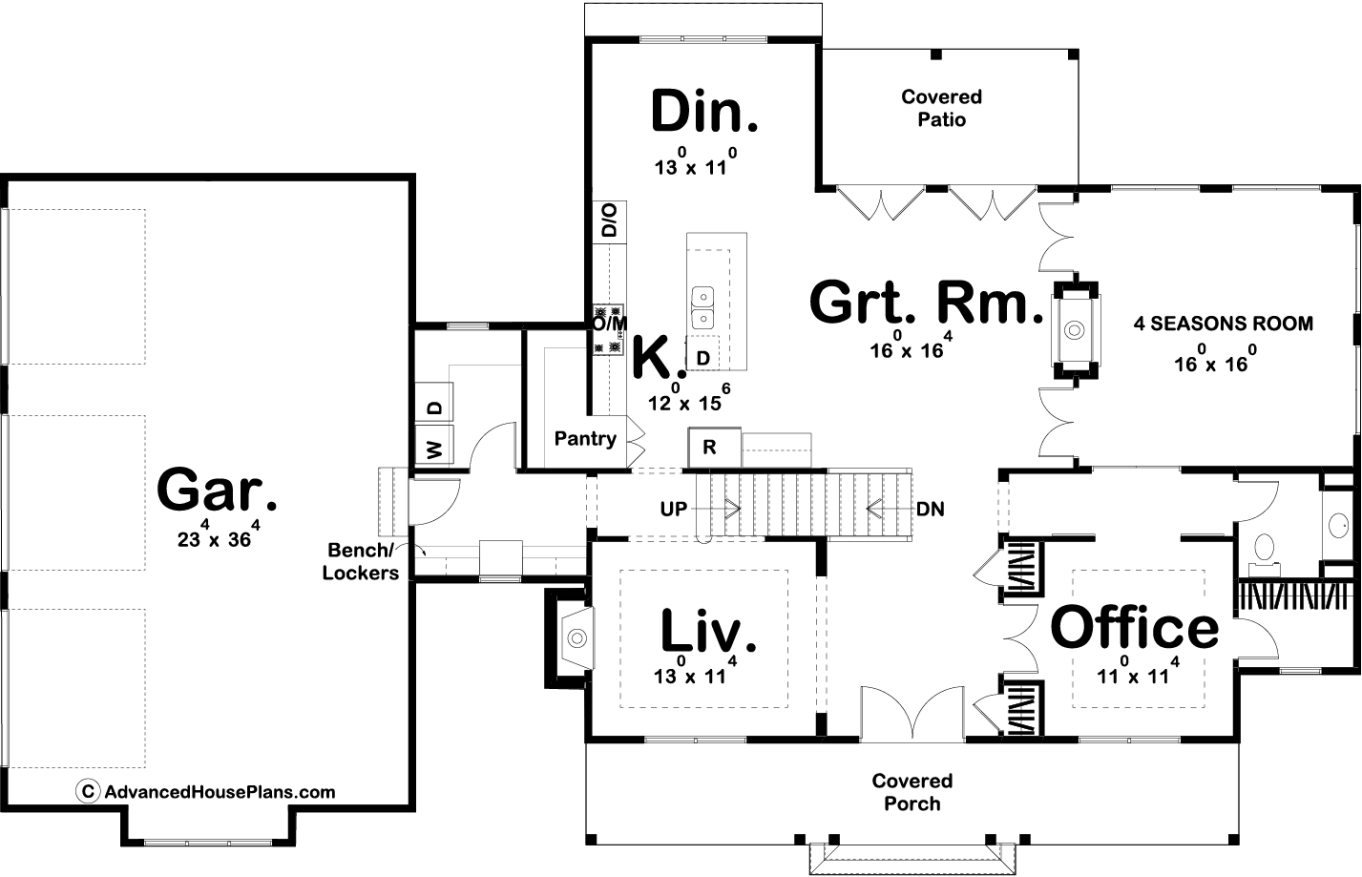 Din.
13⁰ x 11⁰
Covered
Patio
D/O
O/M
K.
12⁰ x 15⁶
D
Grt. Rm.
16⁰ x 16⁴
4 SEASONS ROOM
16⁰ x 16⁰
D
W
Pantry
R
Gar.
23⁴ x 36⁴
UP
DN
Bench/
Lockers
Liv.
13⁰ x 11⁴
Office
11⁰ x 11⁴
© AdvancedHousePlans.com
Covered
Porch